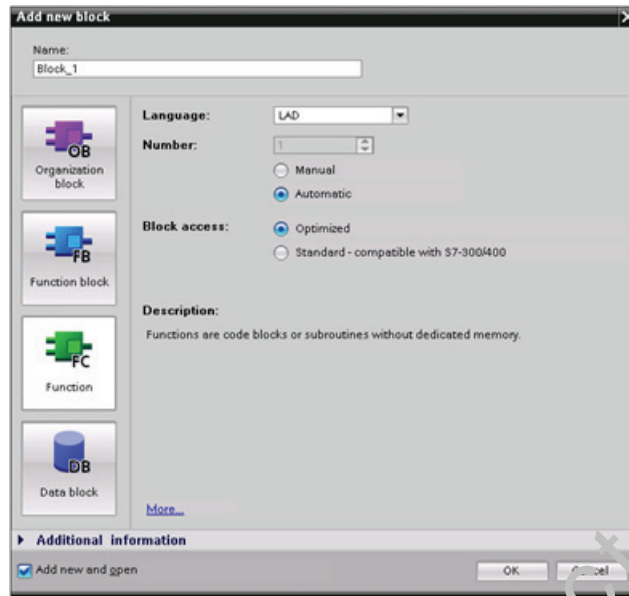 Add new block
Name:
Block_1
OB
Organization
block
FB
Function block
FC
Function
DB
Data block
Language:
LAD
Number:
1
Manual
Automatic
Block access:
Optimized
Standard - compatible with S7-300/400
Description:
Functions are code blocks or subroutines without dedicated memory.
More...
Additional information
Add new and open
OK
Cancel